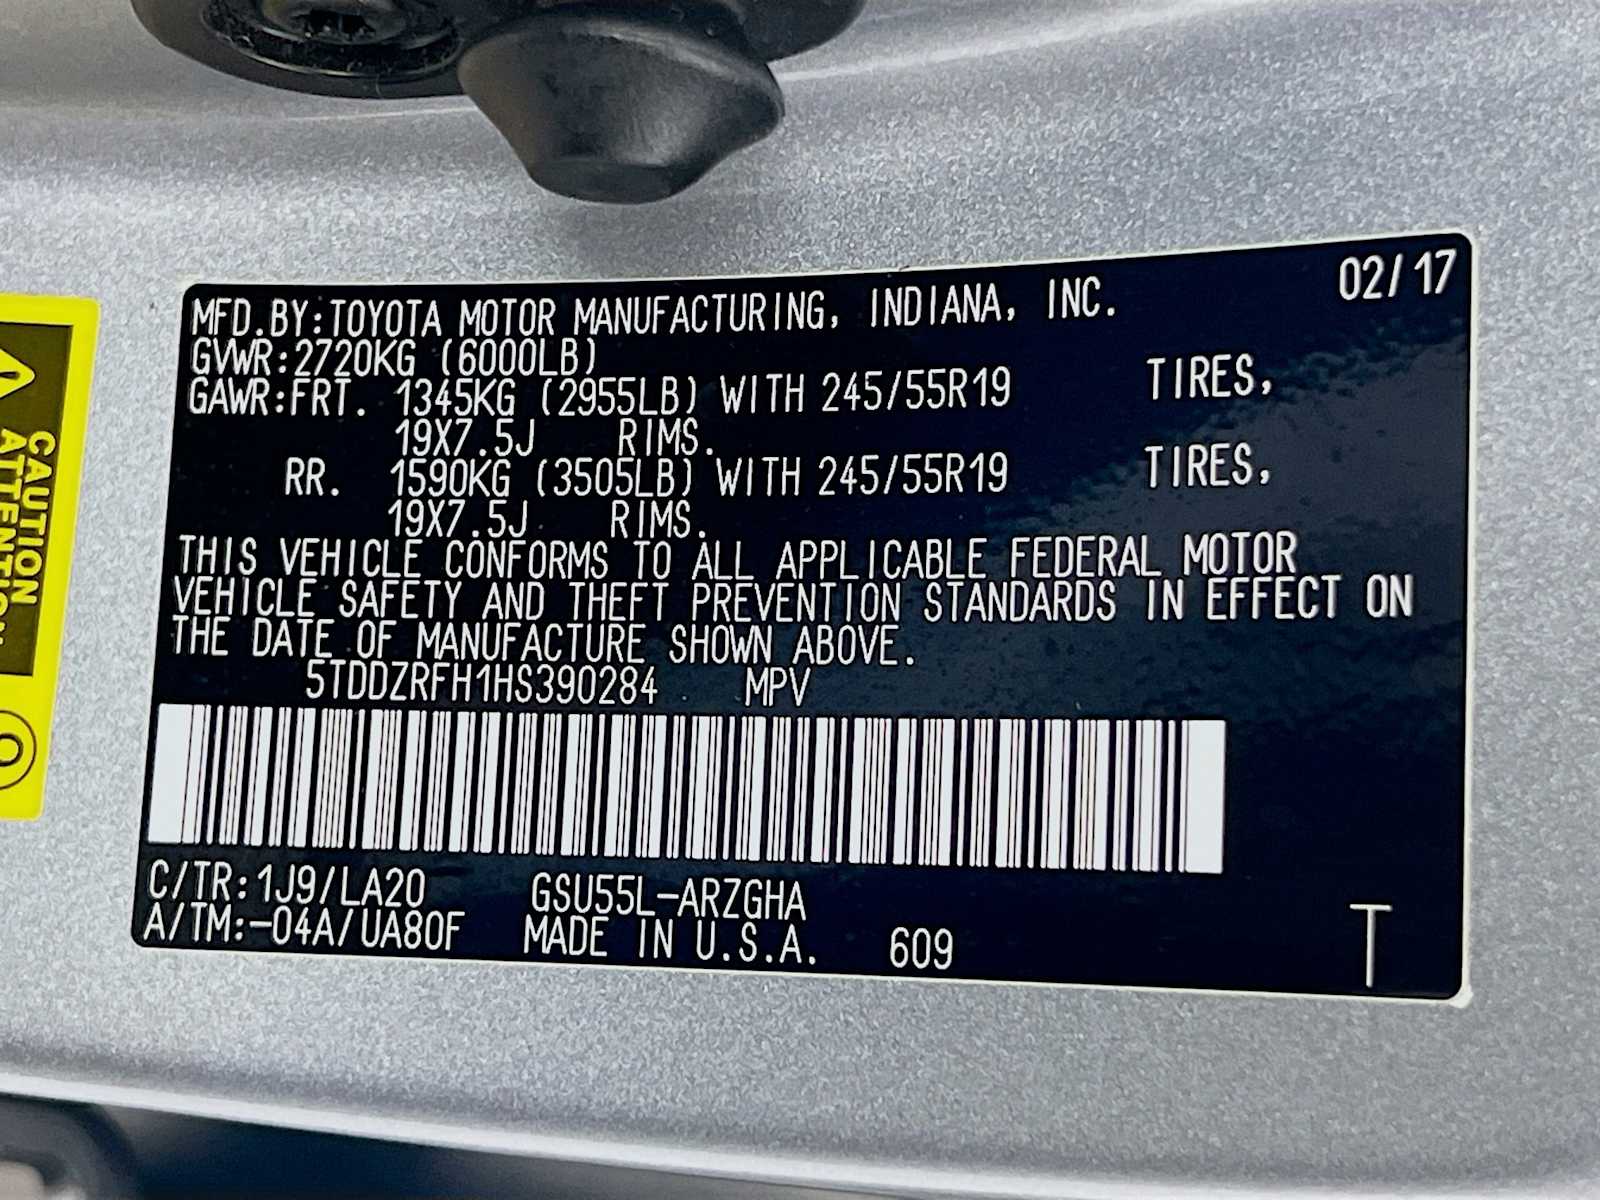 MFD.BY:TOYOTA MOTOR MANUFACTURING, INDIANA, INC. 02/17
GVWR:2720KG (6000LB)
GAWR:FRT. 1345KG (2955LB) WITH 245/55R19 TIRES,
19X7.5J RIMS.
RR. 1590KG (3505LB) WITH 245/55R19 TIRES,
19X7.5J RIMS.
THIS VEHICLE CONFORMS TO ALL APPLICABLE FEDERAL MOTOR
VEHICLE SAFETY AND THEFT PREVENTION STANDARDS IN EFFECT ON
THE DATE OF MANUFACTURE SHOWN ABOVE.
5TDDZRFH1HS390284 MPV
C/TR:1J9/LA20 GSU55L-ARZGHA
A/TM:-04A/UA80F MADE IN U.S.A. 609 T
CAUTION
ATTENTION